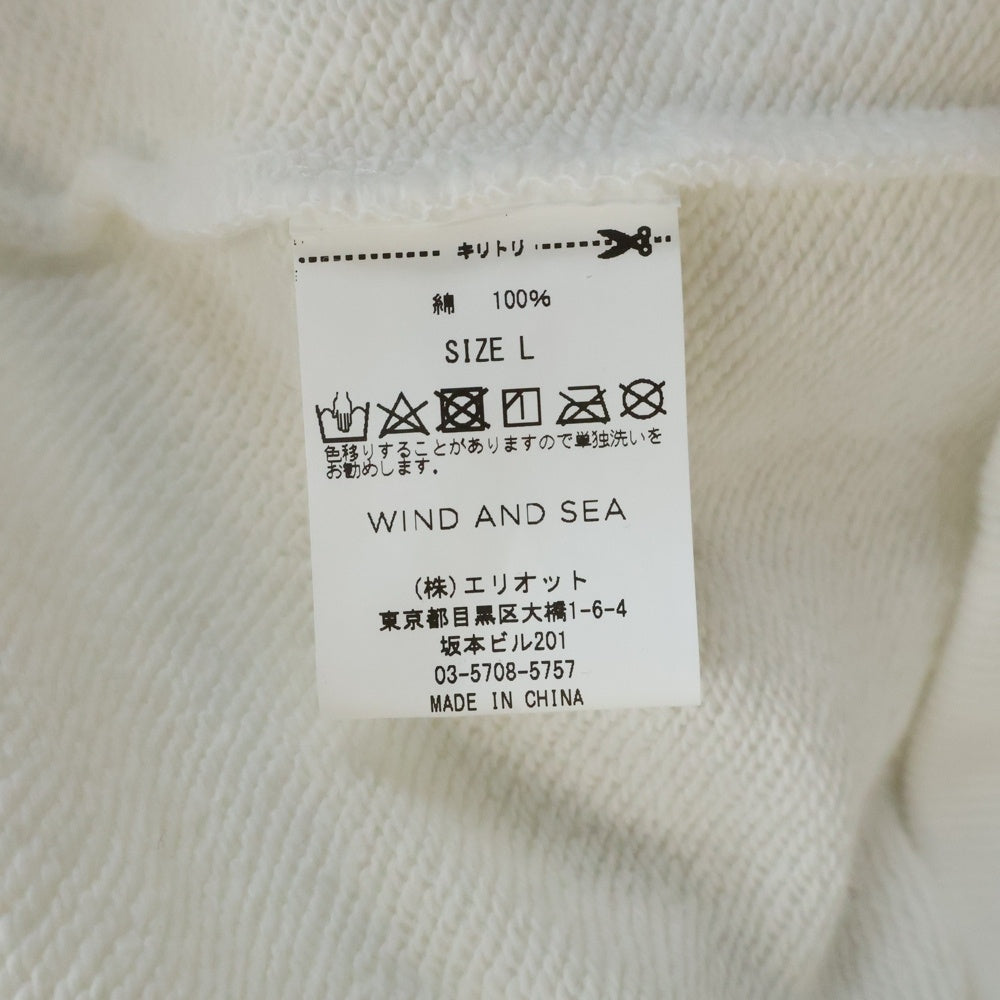 キリトリ
綿 100%
SIZE L
色移りすることがありますので単独洗いを
お勧めします.
WIND AND SEA
(株)エリオット
東京都目黒区大橋1-6-4
坂本ビル201
03-5708-5757
MADE IN CHINA